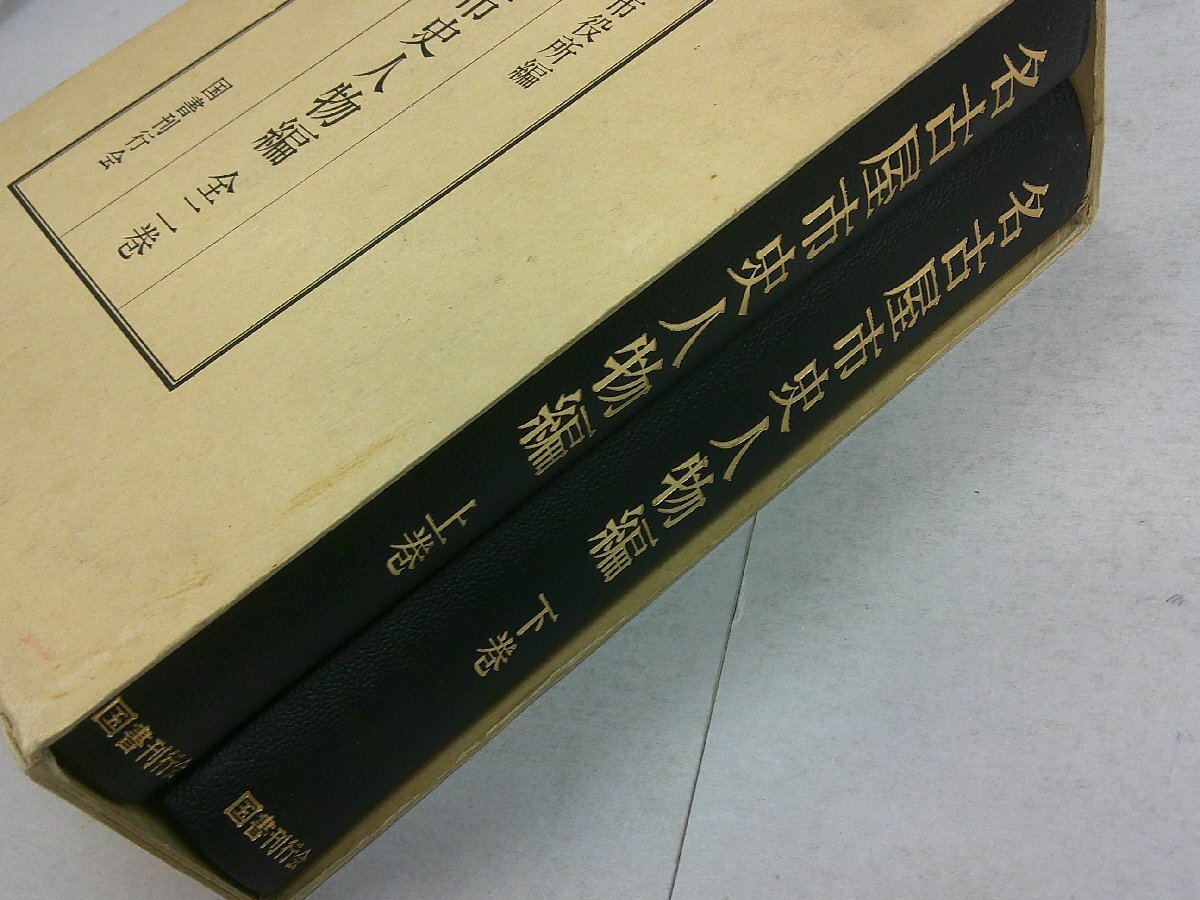 市役所編
市史人物編 全二巻
国書刊行会
名古屋市史人物編 上巻
国書刊行会
名古屋市史人物編 下巻
国書刊行会